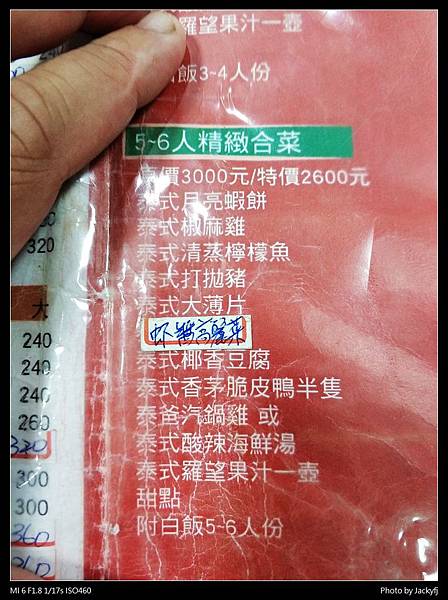 羅望果汁一壺
飯3-4人份
5~6人精緻合菜
價3000元/特價2600元
泰式月亮蝦餅
泰式椒麻雞
泰式清蒸檸檬魚
泰式打拋豬
泰式大薄片
虾醬高麗菜
泰式椰香豆腐
泰式香茅脆皮鴨半隻
泰爸汽鍋雞 或
泰式酸辣海鮮湯
泰式羅望果汁一壺
甜點
附白飯5-6人份
320
大
240
240
240
260
320
300
300
360
MI 6 F1.8 1/17s ISO460
Photo by Jackyfj